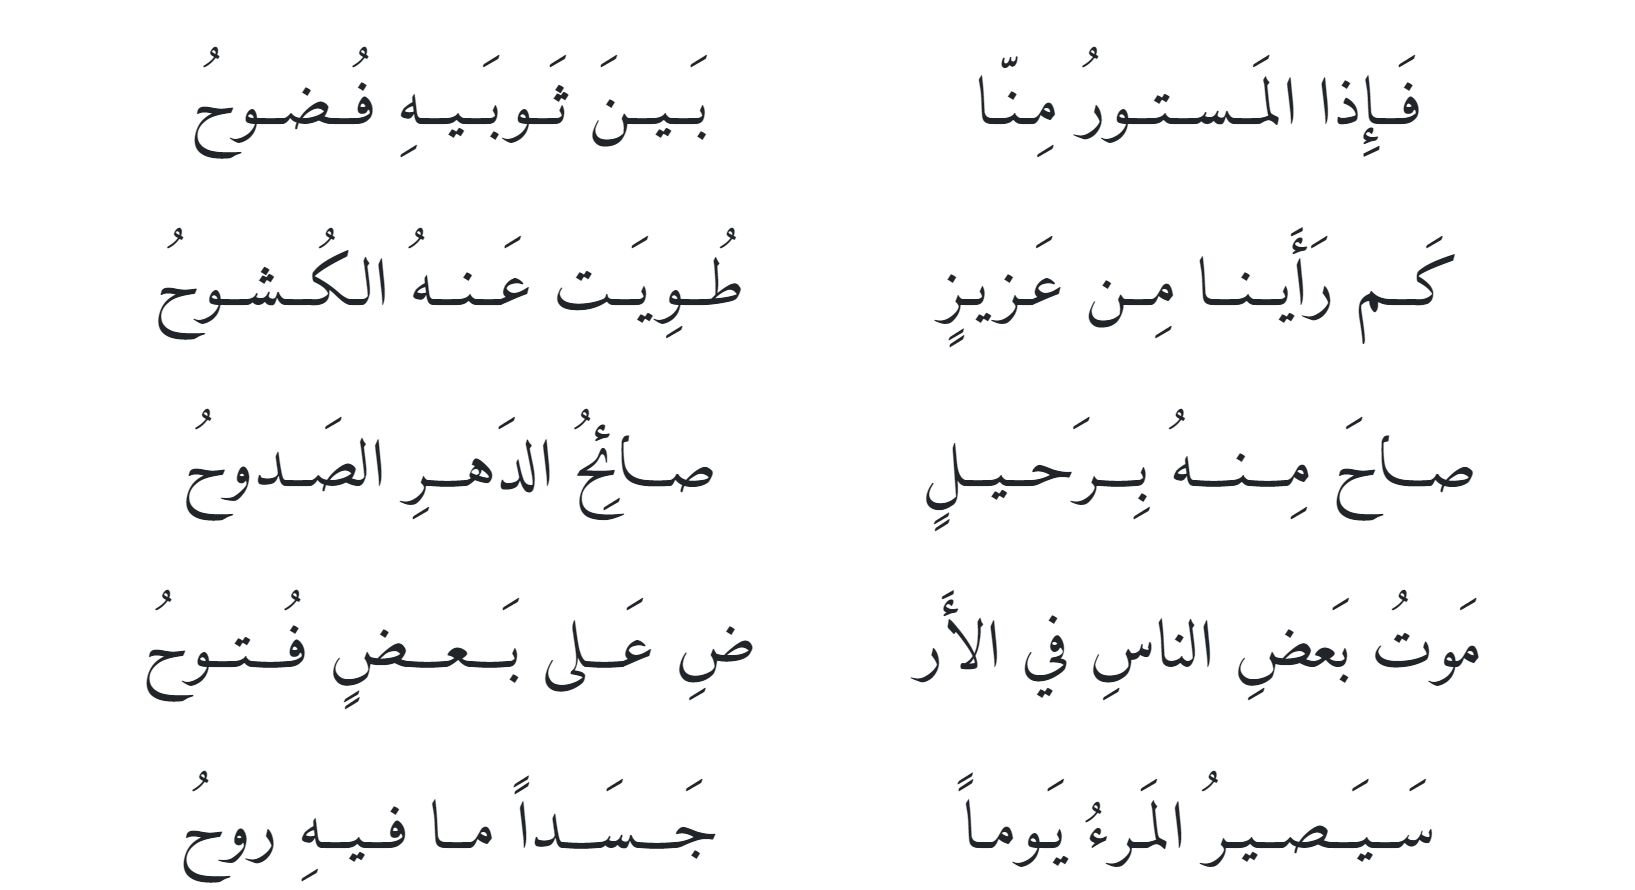 فَإِذا المَستورُ مِنّا بَينَ ثَوبَيهِ فُضوحُ
كَم رَأَينا مِن عَزيزٍ طُوِيَت عَنهُ الكُشوحُ
صاحَ مِنهُ بِرَحيلٍ صائِحُ الدَهرِ الصَدوحُ
مَوتُ بَعضِ الناسِ في الأَر ضِ عَلى بَعضٍ فُتوحُ
سَيَصيرُ المَرءُ يَوماً جَسَداً ما فيهِ روحُ